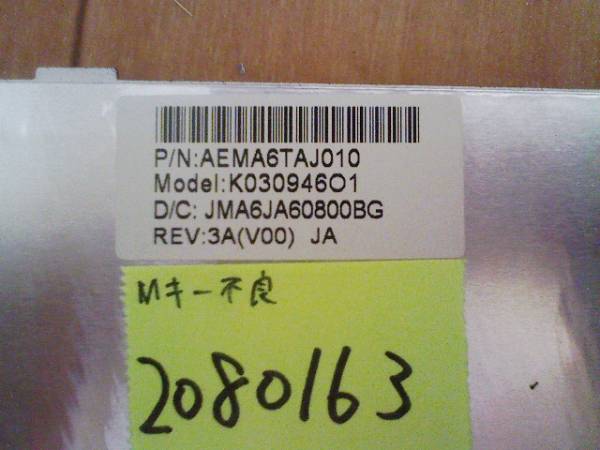 P/N:AEMA6TAJ010
Model:K030946O1
D/C: JMA6JA60800BG
REV:3A(V00) JA
Mキー不良
2080163